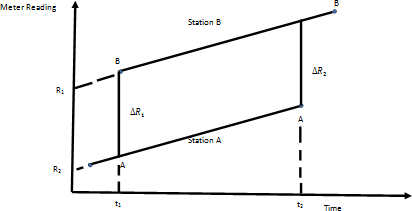 Meter Reading
B
Station B
B
R₁
ΔR₂
ΔR₁
A
Station A
A
R₂
t₁
t₂
Time